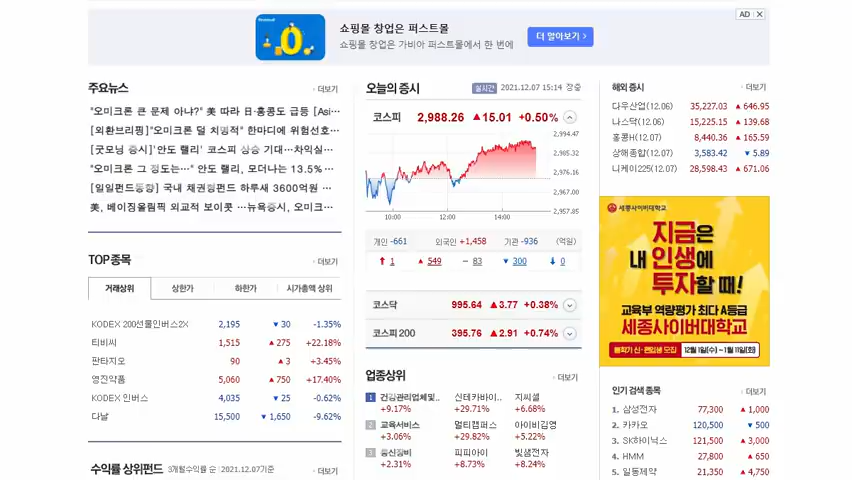 쇼핑몰 창업은 퍼스트몰
쇼핑몰 창업은 가비아 퍼스트몰에서 한 번에
더 알아보기 >
AD X
주요뉴스
· 더보기
"오미크론 큰 문제 아냐?" 美 따라 日·홍콩도 급등 [Asi…
[외환브리핑]"오미크론 덜 치명적" 한마디에 위험선호…
[굿모닝 증시]'안도 랠리' 코스피 상승 기대…차익실…
"오미크론 그 정도는…" 안도 랠리, 모더나는 13.5% …
[일일펀드동향] 국내 채권형펀드 하루새 3600억원 …
美, 베이징올림픽 외교적 보이콧 …뉴욕증시, 오미크…
TOP 종목
· 더보기
거래상위 상한가 하한가 시가총액 상위
KODEX 200선물인버스2X 2,195 ▼ 30 -1.35%
티비씨 1,515 ▲ 275 +22.18%
판타지오 90 ▲ 3 +3.45%
영진약품 5,060 ▲ 750 +17.40%
KODEX 인버스 4,035 ▼ 25 -0.62%
다날 15,500 ▼ 1,650 -9.62%
수익률 상위펀드 3개월수익률 순 | 2021.12.07기준
· 더보기
오늘의 증시 실시간 2021.12.07 15:14 장중
코스피 2,988.26 ▲ 15.01 +0.50%
2,994.47
2,985.32
2,976.16
2,967.00
2,957.85
10:00 12:00 14:00
개인 -661 외국인 +1,458 기관 -936 (억원)
↑ 1 ▲ 549 − 83 ▼ 300 ↓ 0
코스닥 995.64 ▲ 3.77 +0.38%
코스피 200 395.76 ▲ 2.91 +0.74%
업종상위
· 더보기
1 건강관리업체및.. 신테카바이.. 지씨셀
+9.17% +29.71% +6.68%
2 교육서비스 멀티캠퍼스 아이비김영
+3.06% +29.82% +5.22%
3 통신장비 피피아이 빛샘전자
+2.31% +8.73% +8.24%
해외 증시
· 더보기
다우산업(12.06) 35,227.03 ▲ 646.95
나스닥(12.06) 15,225.15 ▲ 139.68
홍콩H(12.07) 8,440.36 ▲ 165.59
상해종합(12.07) 3,583.42 ▼ 5.89
니케이225(12.07) 28,598.43 ▲ 671.06
세종사이버대학교
지금은
내 인생에
투자할 때!
교육부 역량평가 최다 A등급
세종사이버대학교
봄학기 신·편입생 모집 12월 1일(수) ~ 1월 11일(화)
인기 검색 종목
· 더보기
1. 삼성전자 77,300 ▲ 1,000
2. 카카오 120,500 ▼ 500
3. SK하이닉스 121,500 ▲ 3,000
4. HMM 27,800 ▲ 650
5. 일동제약 21,350 ▲ 4,750